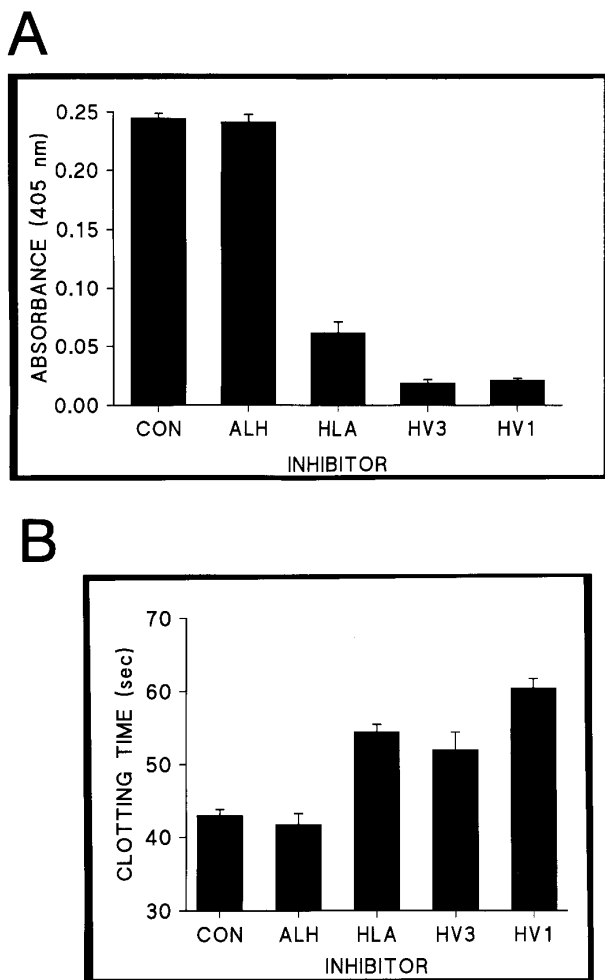 A
ABSORBANCE (405 nm)
0.25
0.20
0.15
0.10
0.05
0.00
CON ALH HLA HV3 HV1
INHIBITOR
B
CLOTTING TIME (sec)
70
60
50
40
30
CON ALH HLA HV3 HV1
INHIBITOR